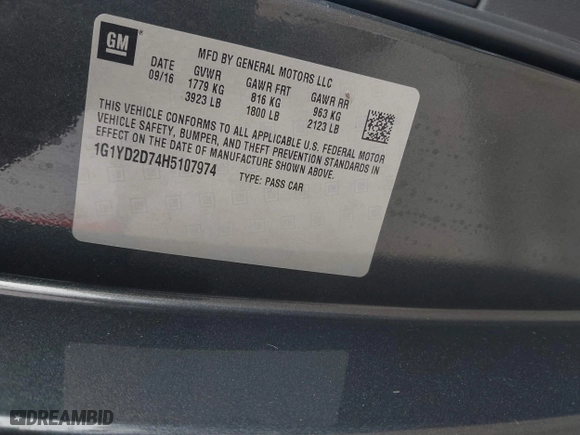 GM
MFD BY GENERAL MOTORS LLC
DATE GVWR GAWR FRT GAWR RR
09/16 1779 KG 816 KG 963 KG
3923 LB 1800 LB 2123 LB
THIS VEHICLE CONFORMS TO ALL APPLICABLE U.S. FEDERAL MOTOR
VEHICLE SAFETY, BUMPER, AND THEFT PREVENTION STANDARDS IN
EFFECT ON THE DATE OF MANUFACTURE SHOWN ABOVE.
1G1YD2D74H5107974
TYPE: PASS CAR
DREAMBID